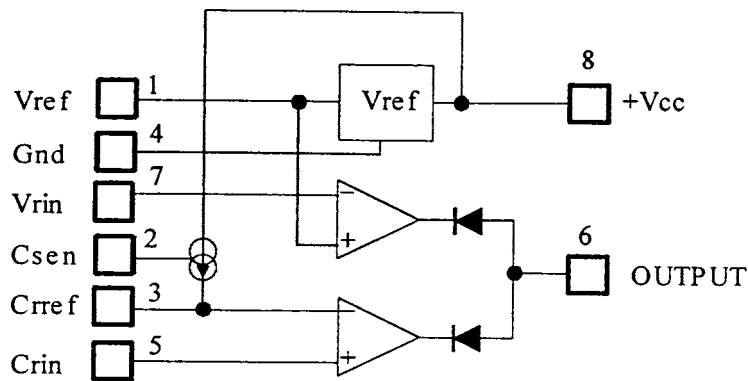 1
Vref
Vref
8
+Vcc
4
Gnd
7
Vrin
−
+
2
Csen
6
OUTPUT
3
Crref
−
5
Crin
+